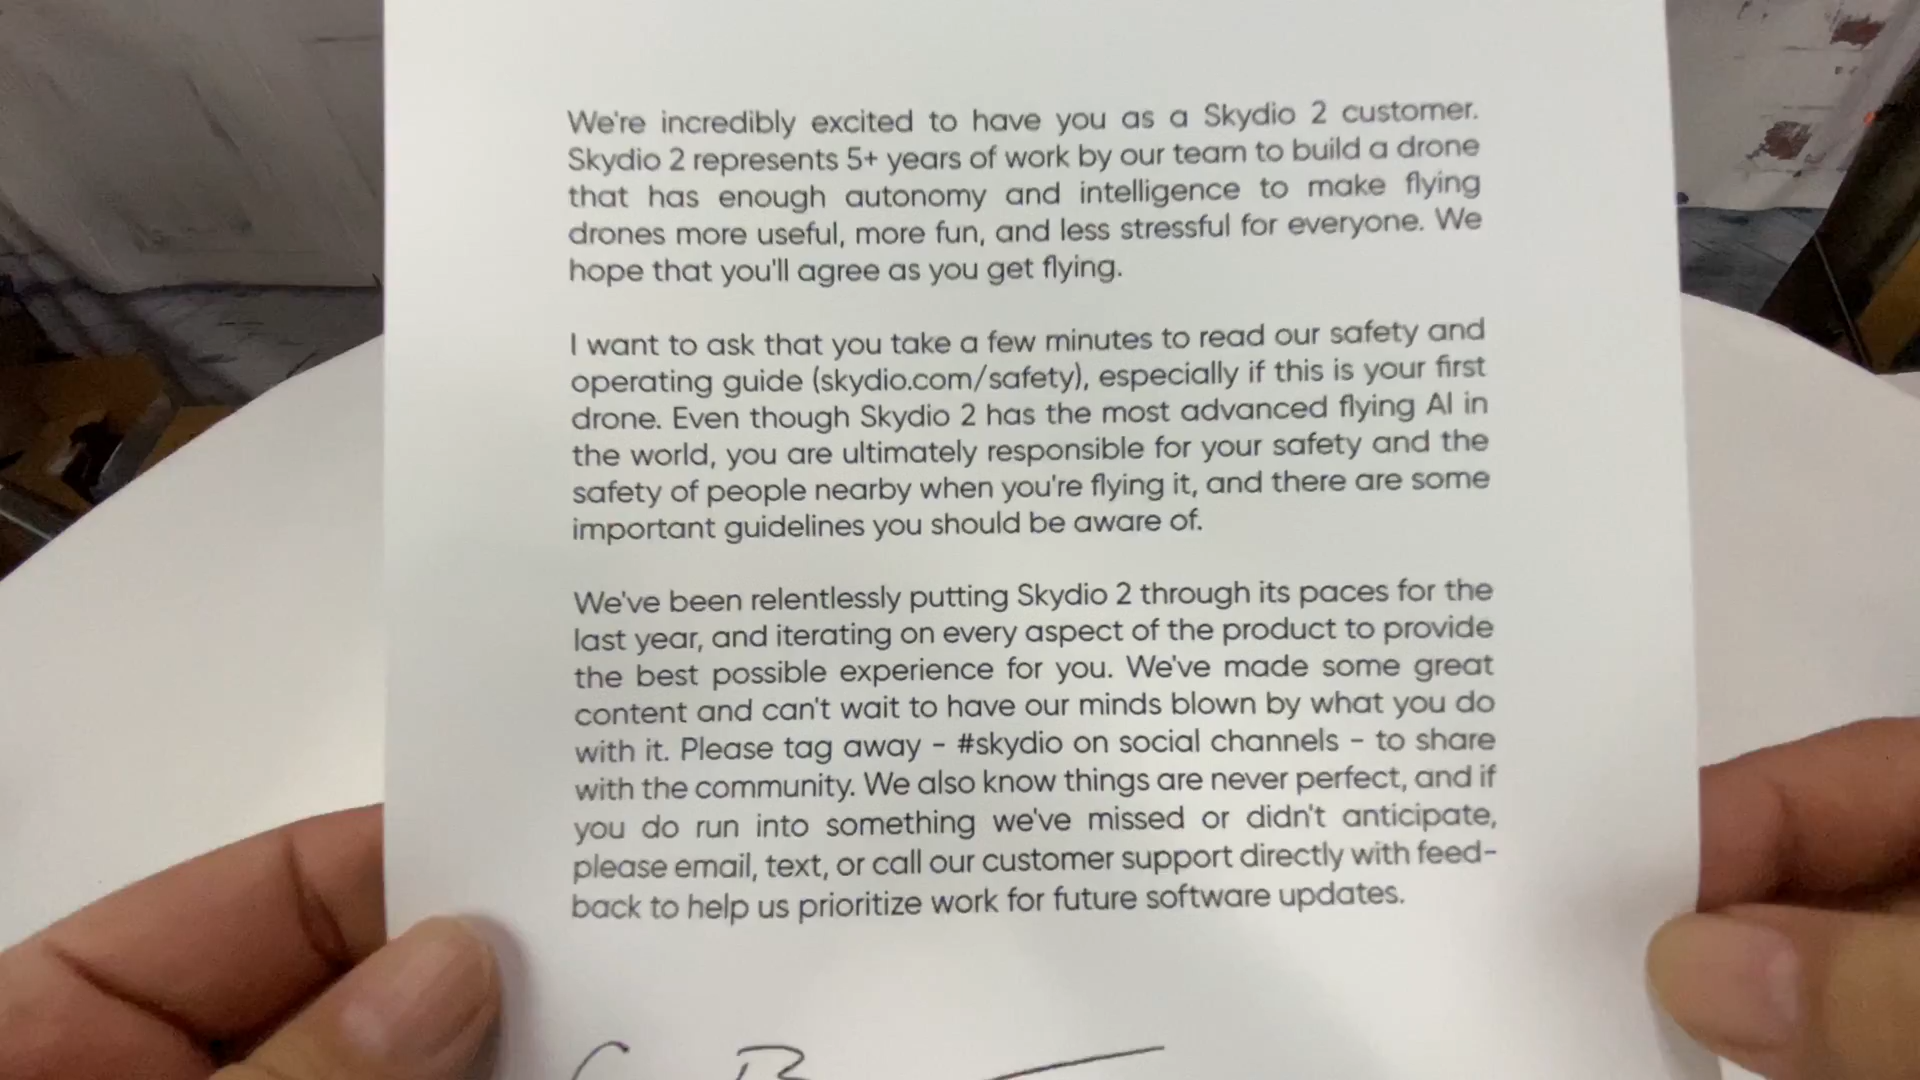 We're incredibly excited to have you as a Skydio 2 customer.
Skydio 2 represents 5+ years of work by our team to build a drone
that has enough autonomy and intelligence to make flying
drones more useful, more fun, and less stressful for everyone. We
hope that you'll agree as you get flying.
I want to ask that you take a few minutes to read our safety and
operating guide (skydio.com/safety), especially if this is your first
drone. Even though Skydio 2 has the most advanced flying AI in
the world, you are ultimately responsible for your safety and the
safety of people nearby when you're flying it, and there are some
important guidelines you should be aware of.
We've been relentlessly putting Skydio 2 through its paces for the
last year, and iterating on every aspect of the product to provide
the best possible experience for you. We've made some great
content and can't wait to have our minds blown by what you do
with it. Please tag away - #skydio on social channels - to share
with the community. We also know things are never perfect, and if
you do run into something we've missed or didn't anticipate,
please email, text, or call our customer support directly with feed-
back to help us prioritize work for future software updates.